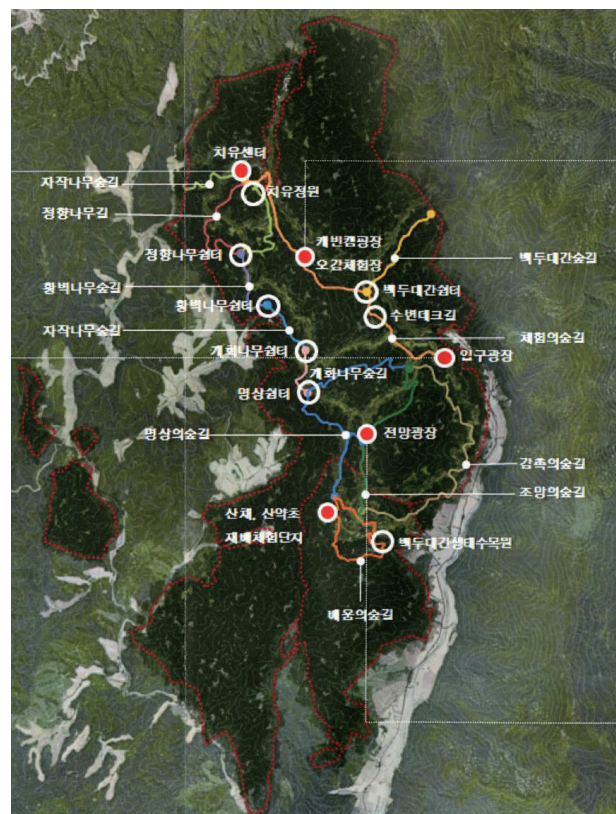 치유센터
자작나무숲길
치유정원
정향나무길
캐빈캠핑장
오감체험장
정향나무쉼터
백두대간숲길
황벽나무숲길
백두대간쉼터
황벽나무쉼터
수변데크길
자작나무숲길
체험의숲길
개회나무쉼터
입구광장
개회나무숲길
명상쉼터
명상의숲길
전망광장
감촉의숲길
조망의숲길
산채, 산약초
재배체험단지
백두대간생태수목원
배움의숲길